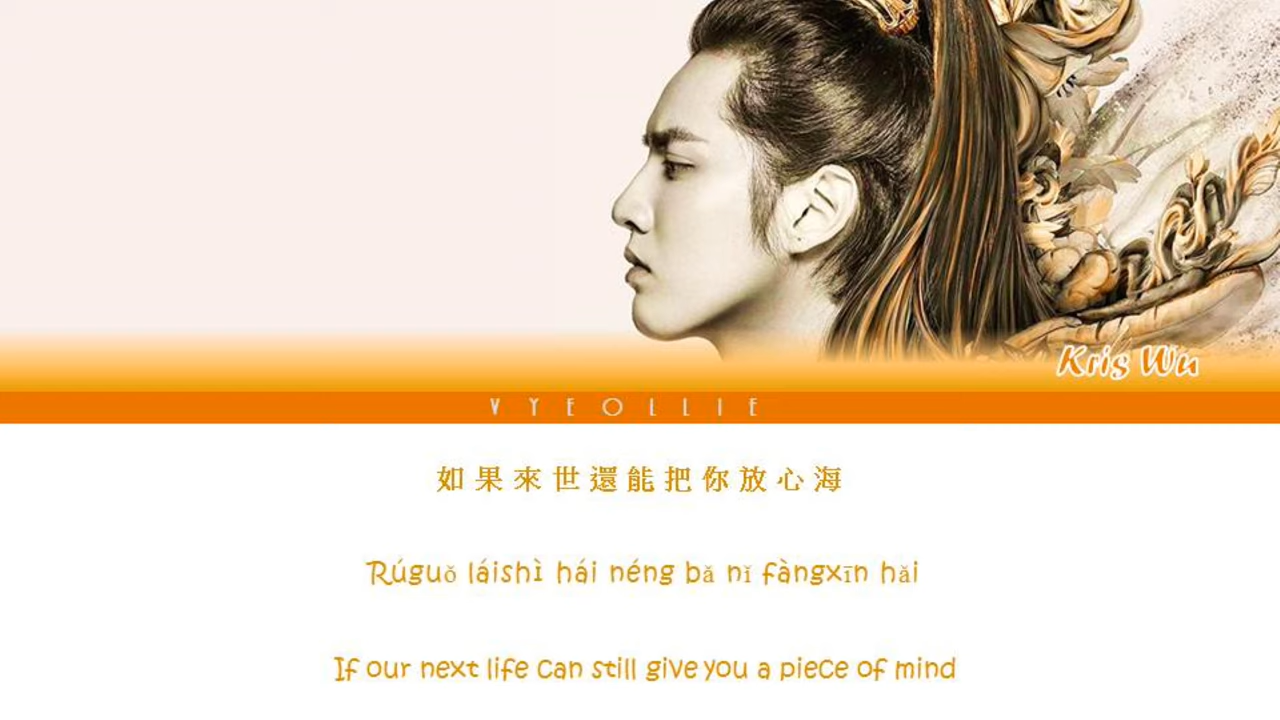 Kris Wu
VYEOLLIE
如果來世還能把你放心海
Rúguǒ láishì hái néng bǎ nǐ fàngxīn hǎi
If our next life can still give you a piece of mind